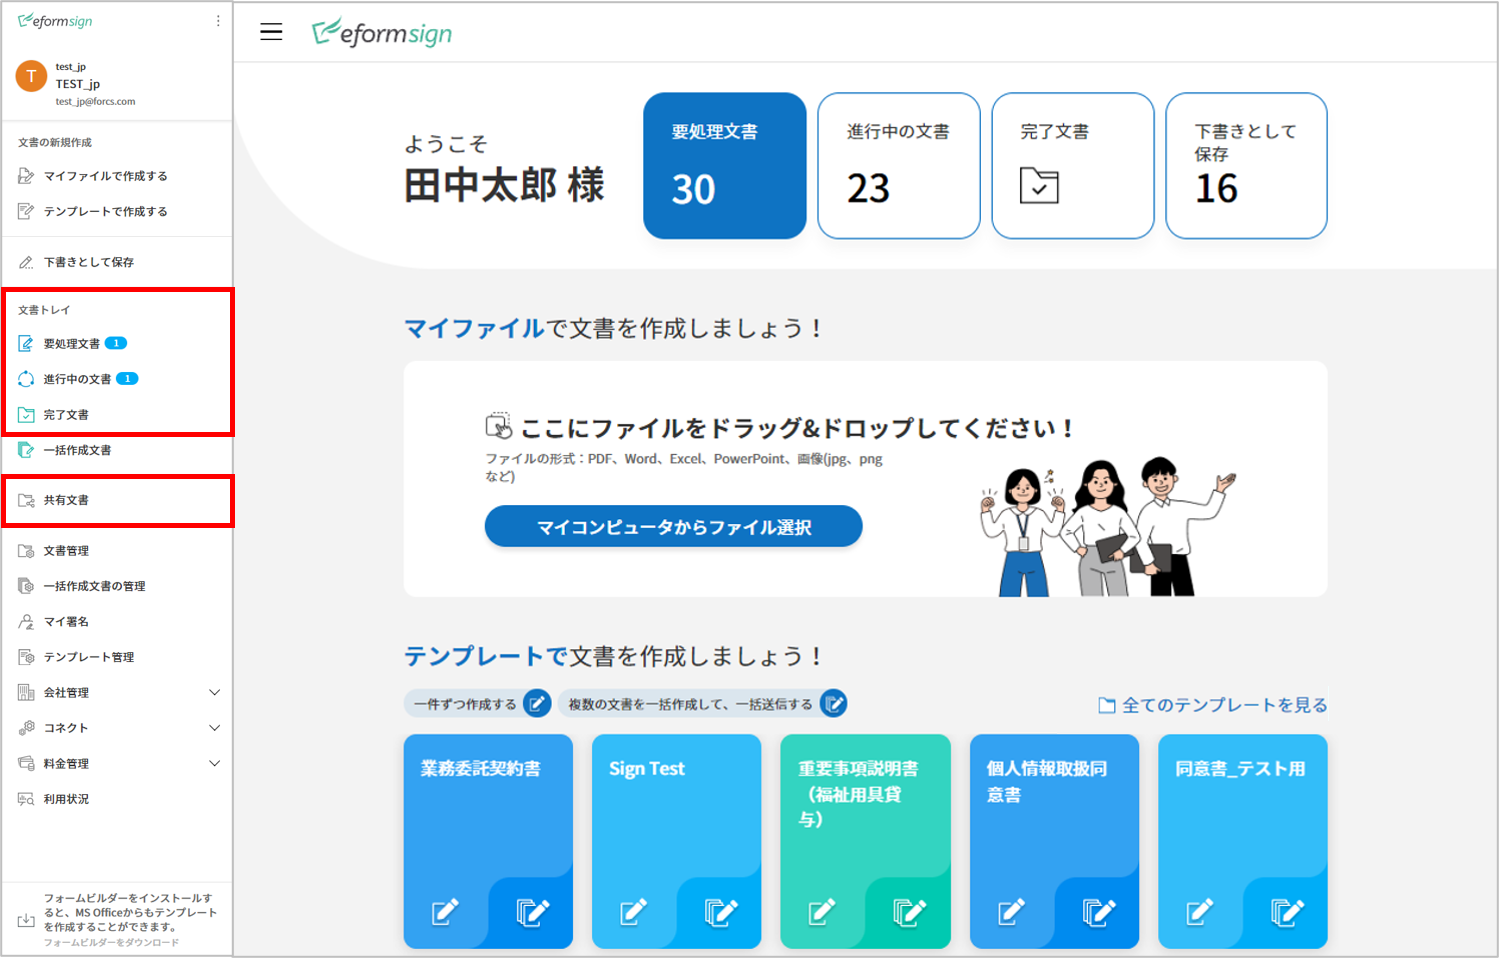 eformsign
T
test_jp
TEST_jp
test_jp@forcs.com
文書の新規作成
マイファイルで作成する
テンプレートで作成する
下書きとして保存
文書トレイ
要処理文書 1
進行中の文書 1
完了文書
一括作成文書
共有文書
文書管理
一括作成文書の管理
マイ署名
テンプレート管理
会社管理
コネクト
料金管理
利用状況
フォームビルダーをインストールす
ると、MS Officeからもテンプレート
を作成することができます。
フォームビルダーをダウンロード
eformsign
ようこそ
田中太郎 様
要処理文書
30
進行中の文書
23
完了文書
下書きとして
保存
16
マイファイルで文書を作成しましょう！
ここにファイルをドラッグ&ドロップしてください！
ファイルの形式：PDF、Word、Excel、PowerPoint、画像(jpg、png
など)
マイコンピュータからファイル選択
テンプレートで文書を作成しましょう！
一件ずつ作成する
複数の文書を一括作成して、一括送信する
全てのテンプレートを見る
業務委託契約書
Sign Test
重要事項説明書
（福祉用具貸
与）
個人情報取扱同
意書
同意書_テスト用